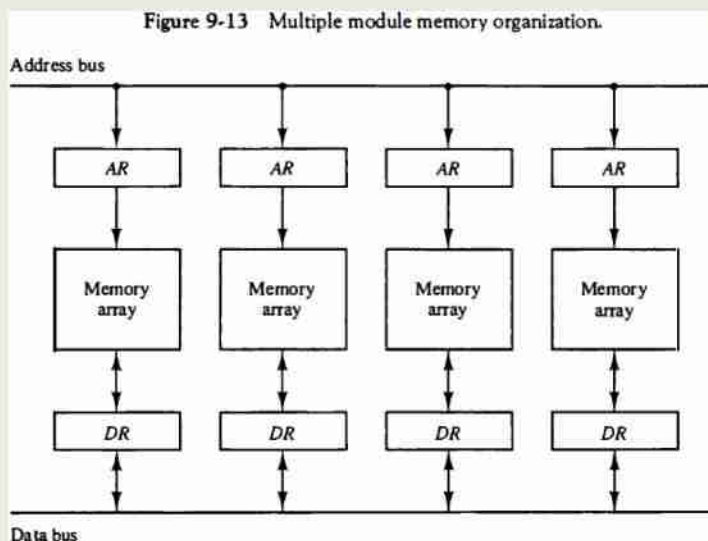 Figure 9-13 Multiple module memory organization.
Address bus
AR AR AR AR
Memory array Memory array Memory array Memory array
DR DR DR DR
Data bus